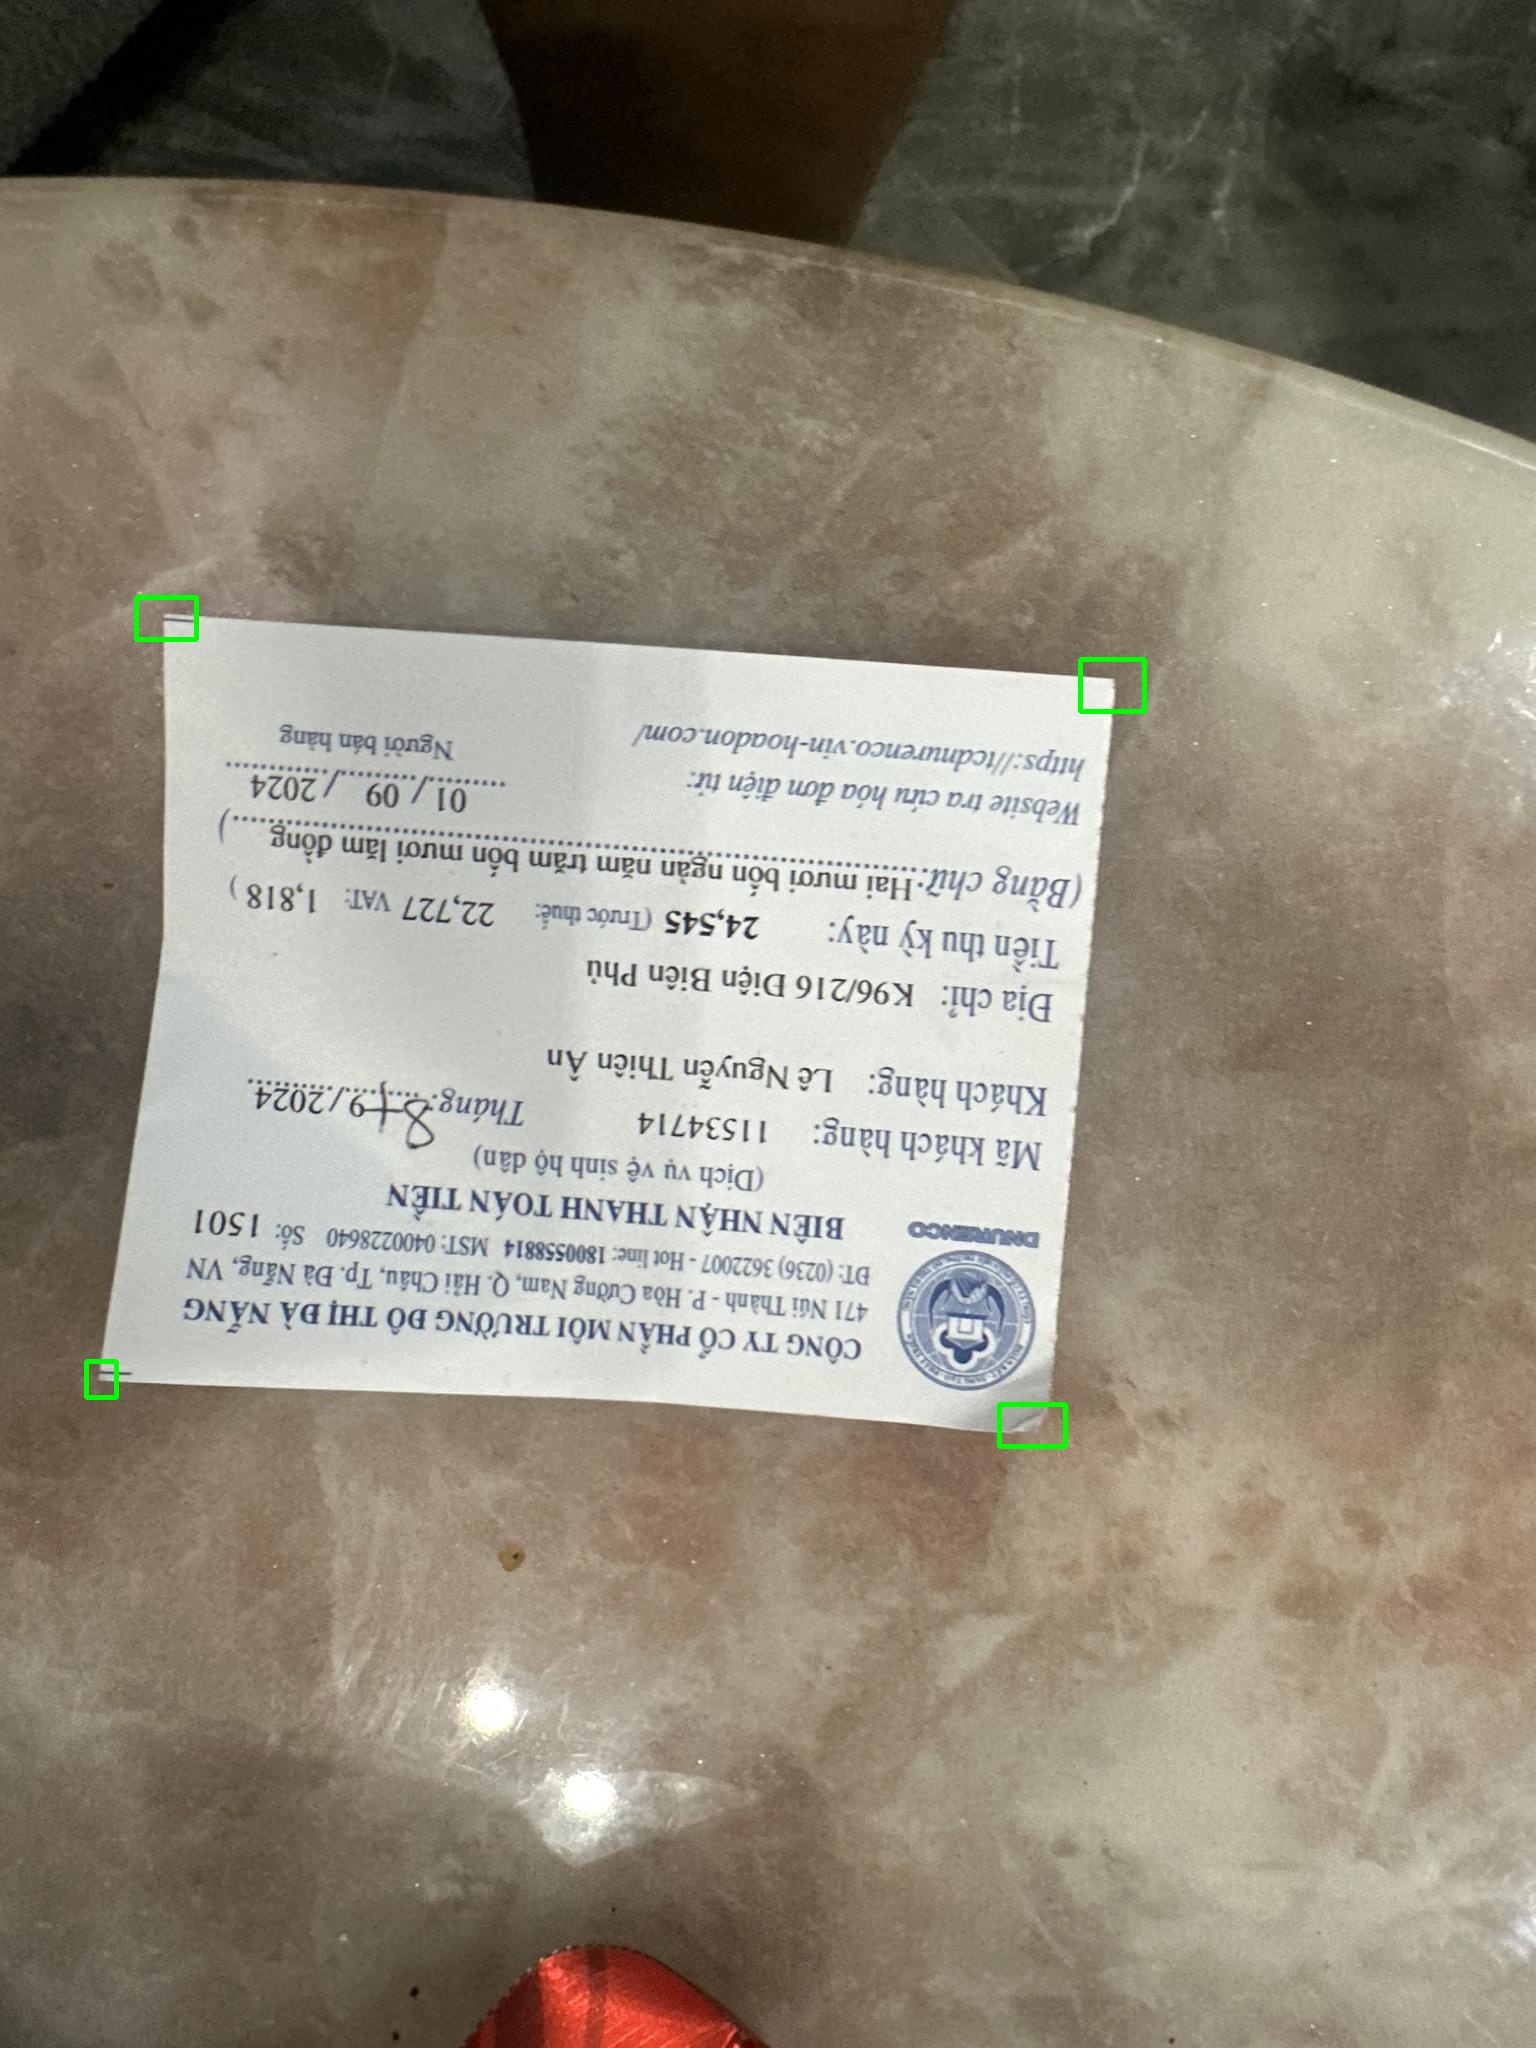 CÔNG TY CỔ PHẦN MÔI TRƯỜNG ĐÔ THỊ ĐÀ NẴNG
471 Núi Thành - P. Hòa Cường Nam, Q. Hải Châu, Tp. Đà Nẵng, VN
ĐT: (0236) 3622007 - Hot line: 1800558814 MST: 0400228640 Số: 1501
DNURENCO
BIÊN NHẬN THANH TOÁN TIỀN
(Dịch vụ vệ sinh hộ dân)
Mã khách hàng: 11534714 Tháng: 8+9/2024
Khách hàng: Lê Nguyễn Thiên Ân
Địa chỉ: K96/216 Điện Biên Phủ
Tiền thu kỳ này: 24,545 (Trước thuế: 22,727 VAT: 1,818 )
(Bằng chữ: Hai mươi bốn ngàn năm trăm bốn mươi lăm đồng)
Website tra cứu hóa đơn điện tử: 01 / 09 / 2024
https://tcdnurenco.vin-hoadon.com/ Người bán hàng